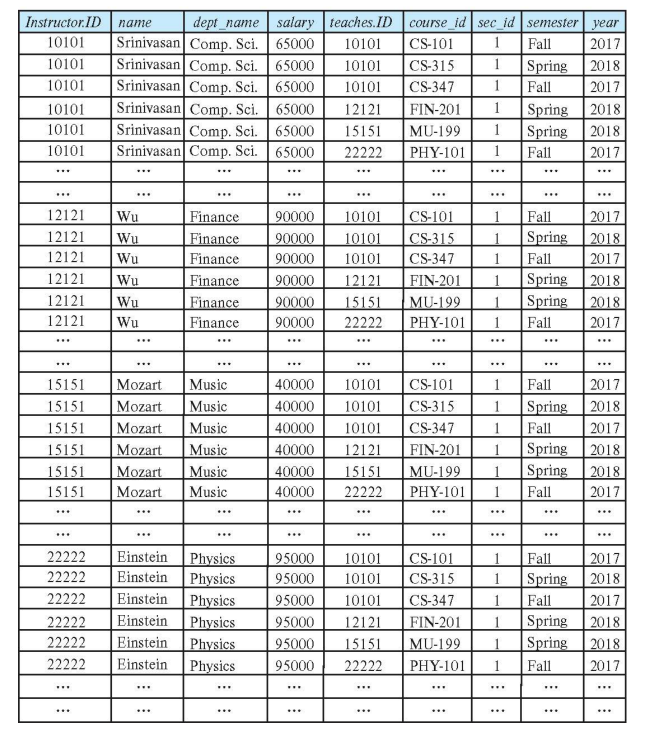 Instructor.ID name dept_name salary teaches.ID course_id sec_id semester year
10101 Srinivasan Comp. Sci. 65000 10101 CS-101 1 Fall 2017
10101 Srinivasan Comp. Sci. 65000 10101 CS-315 1 Spring 2018
10101 Srinivasan Comp. Sci. 65000 10101 CS-347 1 Fall 2017
10101 Srinivasan Comp. Sci. 65000 12121 FIN-201 1 Spring 2018
10101 Srinivasan Comp. Sci. 65000 15151 MU-199 1 Spring 2018
10101 Srinivasan Comp. Sci. 65000 22222 PHY-101 1 Fall 2017
... ... ... ... ... ... ... ... ...
... ... ... ... ... ... ... ... ...
12121 Wu Finance 90000 10101 CS-101 1 Fall 2017
12121 Wu Finance 90000 10101 CS-315 1 Spring 2018
12121 Wu Finance 90000 10101 CS-347 1 Fall 2017
12121 Wu Finance 90000 12121 FIN-201 1 Spring 2018
12121 Wu Finance 90000 15151 MU-199 1 Spring 2018
12121 Wu Finance 90000 22222 PHY-101 1 Fall 2017
... ... ... ... ... ... ... ... ...
... ... ... ... ... ... ... ... ...
15151 Mozart Music 40000 10101 CS-101 1 Fall 2017
15151 Mozart Music 40000 10101 CS-315 1 Spring 2018
15151 Mozart Music 40000 10101 CS-347 1 Fall 2017
15151 Mozart Music 40000 12121 FIN-201 1 Spring 2018
15151 Mozart Music 40000 15151 MU-199 1 Spring 2018
15151 Mozart Music 40000 22222 PHY-101 1 Fall 2017
... ... ... ... ... ... ... ... ...
... ... ... ... ... ... ... ... ...
22222 Einstein Physics 95000 10101 CS-101 1 Fall 2017
22222 Einstein Physics 95000 10101 CS-315 1 Spring 2018
22222 Einstein Physics 95000 10101 CS-347 1 Fall 2017
22222 Einstein Physics 95000 12121 FIN-201 1 Spring 2018
22222 Einstein Physics 95000 15151 MU-199 1 Spring 2018
22222 Einstein Physics 95000 22222 PHY-101 1 Fall 2017
... ... ... ... ... ... ... ... ...
... ... ... ... ... ... ... ... ...